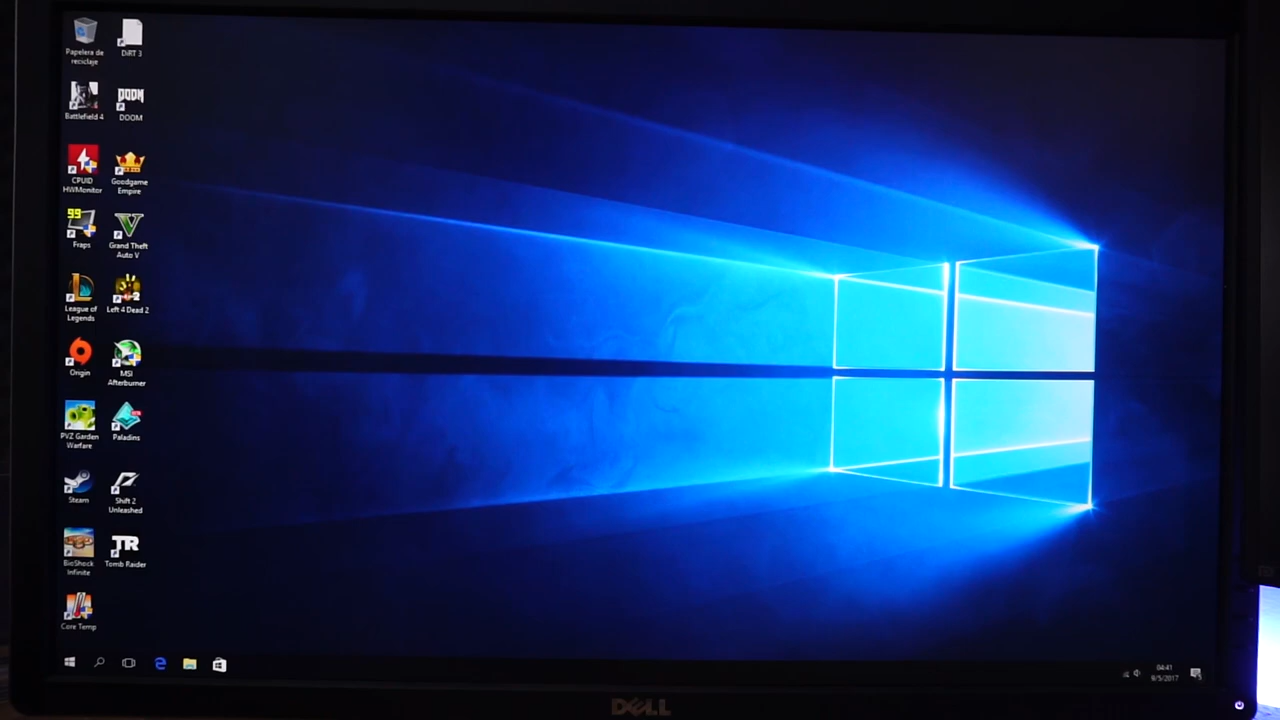 Papelera de
reciclaje
DiRT 3
Battlefield 4
DOOM
DOOM
CPUID
HWMonitor
Goodgame
Empire
99
Fraps
V
Grand Theft
Auto V
League of
Legends
Left 4 Dead 2
Origin
MSI
Afterburner
PVZ Garden
Warfare
Paladins
Steam
Shift 2
Unleashed
BioShock
Infinite
TR
Tomb Raider
Core Temp
04:41
9/5/2017
DELL